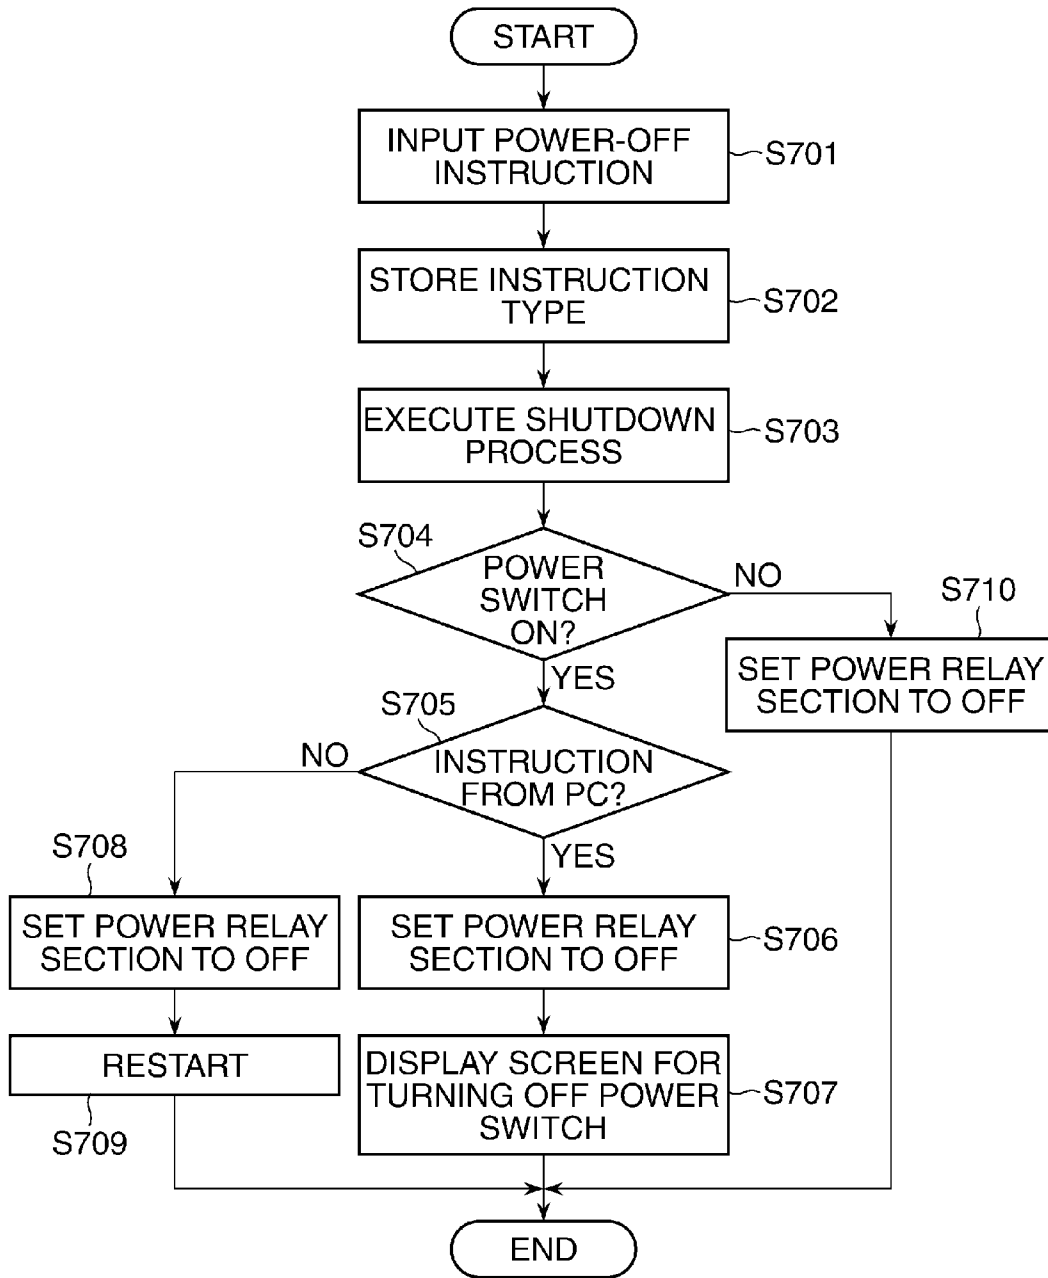 START
INPUT POWER-OFF
INSTRUCTION
S701
STORE INSTRUCTION
TYPE
S702
EXECUTE SHUTDOWN
PROCESS
S703
S704
POWER
SWITCH
ON?
NO
S710
SET POWER RELAY
SECTION TO OFF
YES
S705
INSTRUCTION
FROM PC?
NO
YES
S708
SET POWER RELAY
SECTION TO OFF
SET POWER RELAY
SECTION TO OFF
S706
RESTART
S709
DISPLAY SCREEN FOR
TURNING OFF POWER
SWITCH
S707
END